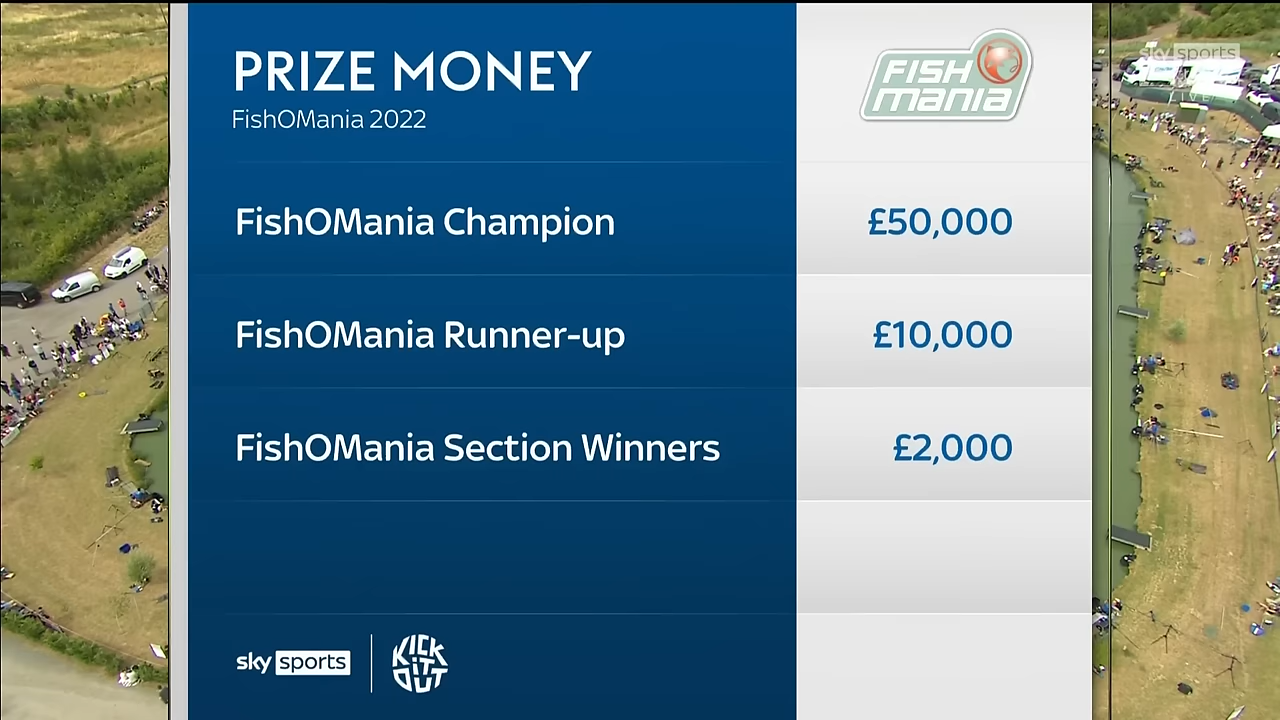 PRIZE MONEY
FishOMania 2022
FISH
mania
sky sports
LIVE
FishOMania Champion £50,000
FishOMania Runner-up £10,000
FishOMania Section Winners £2,000
sky sports
KICK
iT
OUT